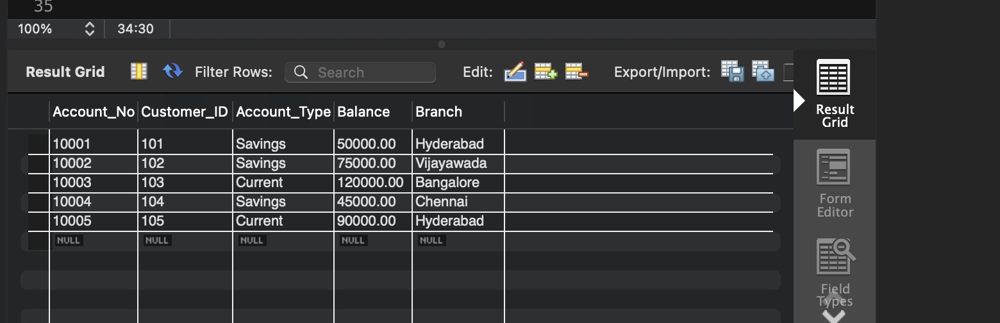 35
100% 34:30
Result Grid Filter Rows: Search Edit: Export/Import:
Result
Grid
Account_No Customer_ID Account_Type Balance Branch
10001 101 Savings 50000.00 Hyderabad
10002 102 Savings 75000.00 Vijayawada
10003 103 Current 120000.00 Bangalore
10004 104 Savings 45000.00 Chennai
10005 105 Current 90000.00 Hyderabad
NULL NULL NULL NULL NULL
Form
Editor
Field
Types